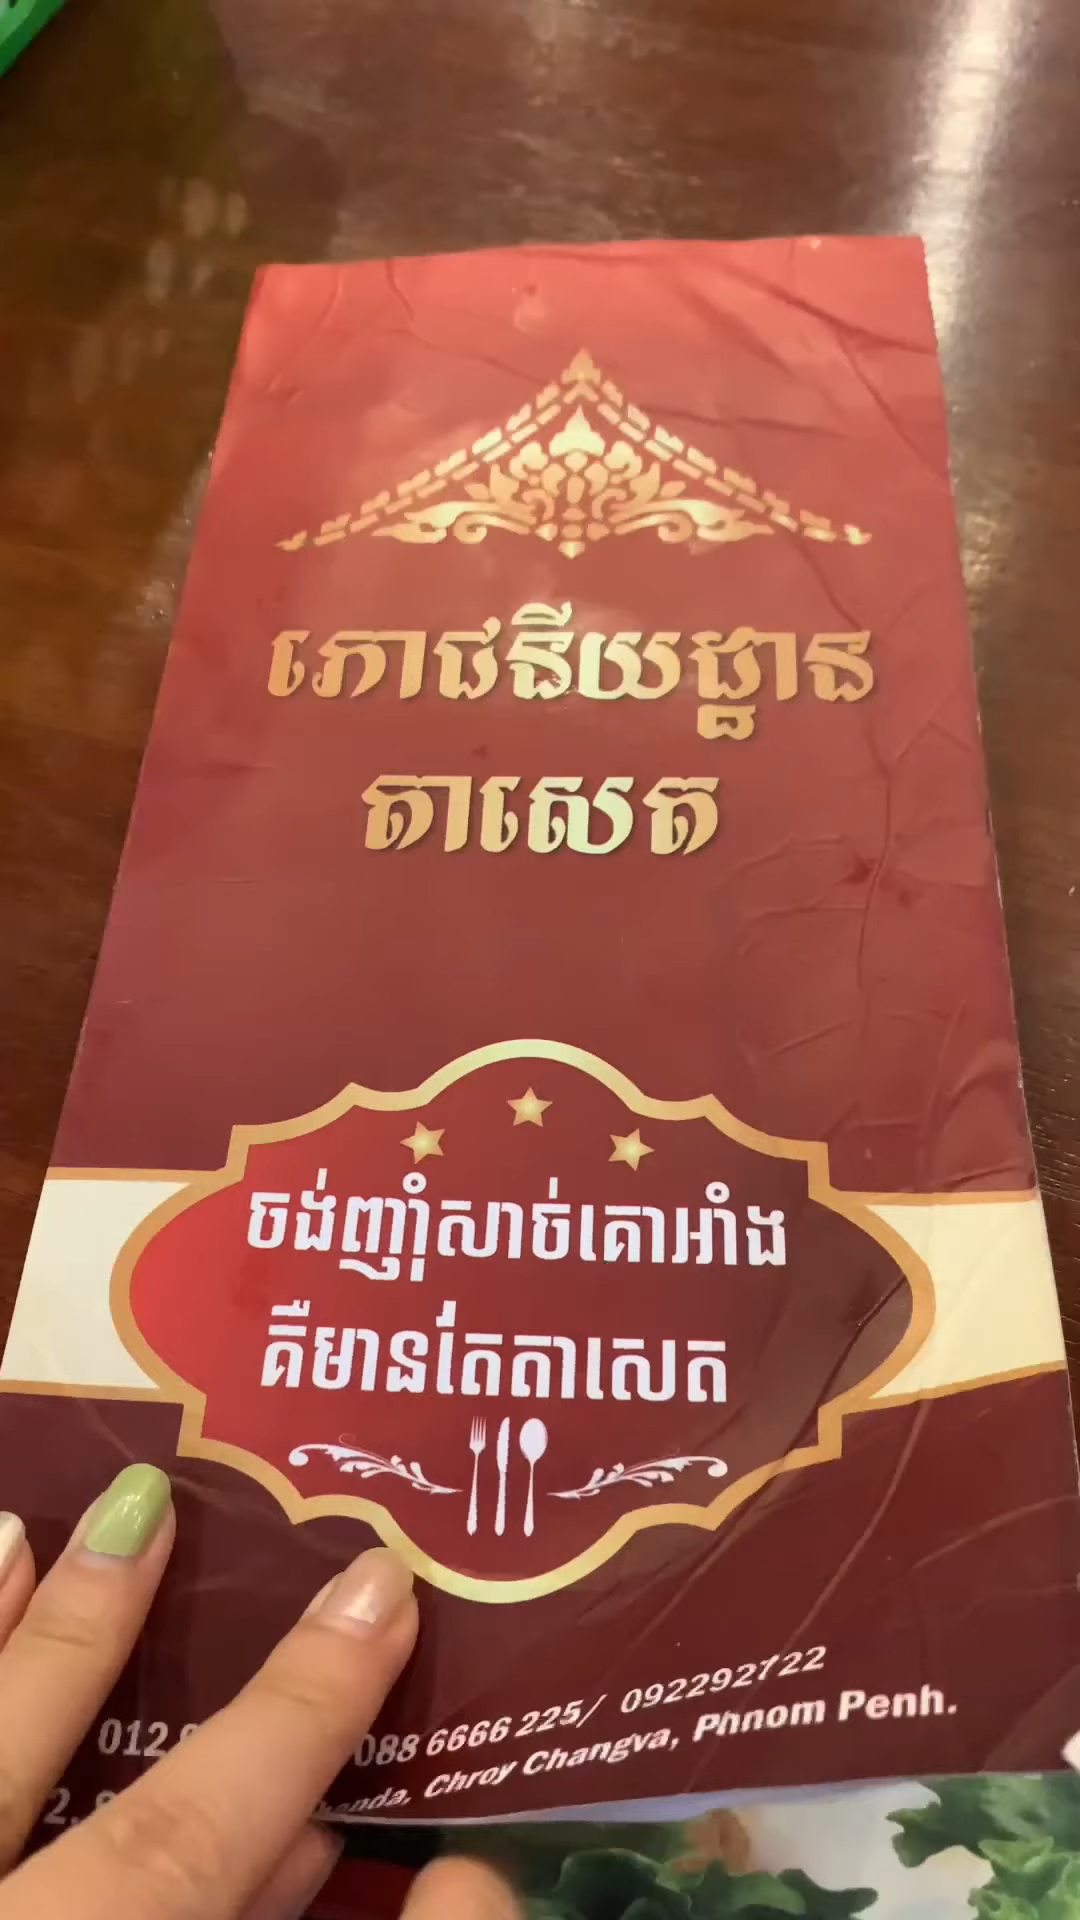 ភោជនីយដ្ឋាន
តាសេត
ចង់ញ៉ាំសាច់គោអាំង
គឺមានតែតាសេត
012 088 6666 225/ 092292722
Chroy Changva, Phnom Penh.